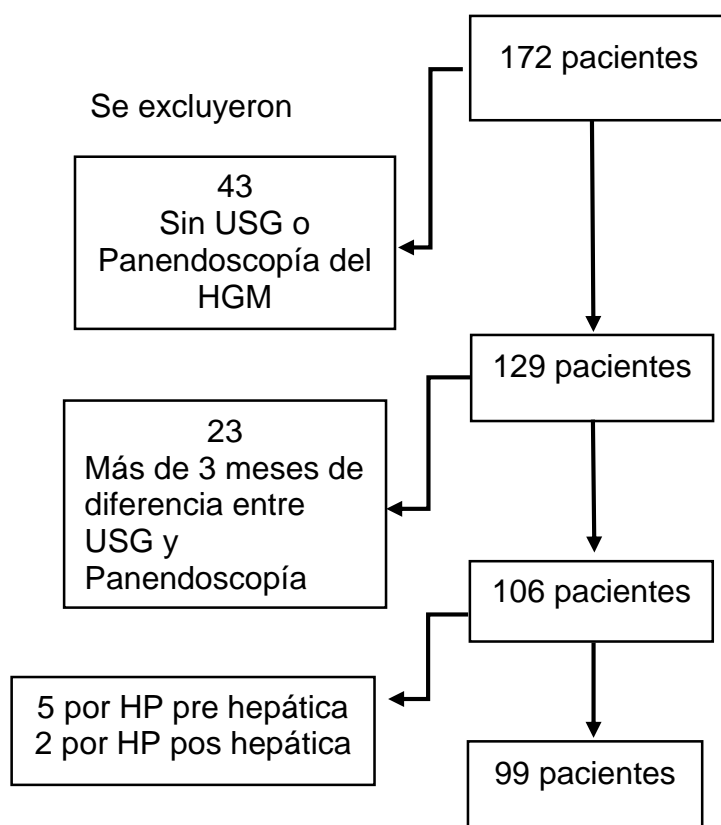 172 pacientes
Se excluyeron
43
Sin USG o
Panendoscopía del
HGM
129 pacientes
23
Más de 3 meses de
diferencia entre
USG y
Panendoscopía
106 pacientes
5 por HP pre hepática
2 por HP pos hepática
99 pacientes